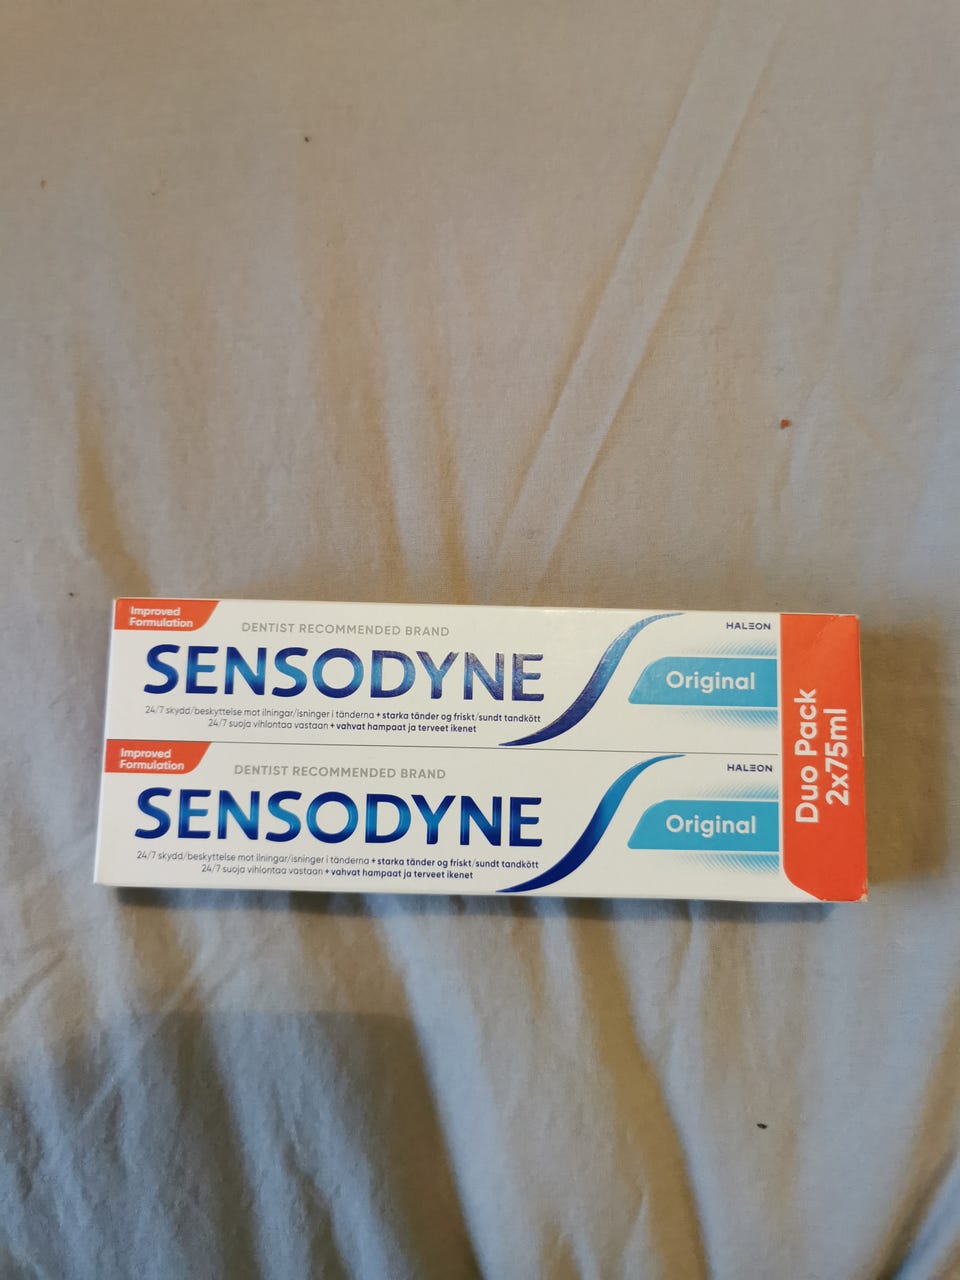 Improved
Formulation
DENTIST RECOMMENDED BRAND
HALEON
SENSODYNE
Original
24/7 skydd/beskyttelse mot ilningar/isninger i tänderna + starka tänder og friskt/sundt tandkött
24/7 suoja vihlontaa vastaan + vahvat hampaat ja terveet ikenet
Improved
Formulation
DENTIST RECOMMENDED BRAND
HALEON
SENSODYNE
Original
24/7 skydd/beskyttelse mot ilningar/isninger i tänderna + starka tänder og friskt/sundt tandkött
24/7 suoja vihlontaa vastaan + vahvat hampaat ja terveet ikenet
Duo Pack
2x75ml